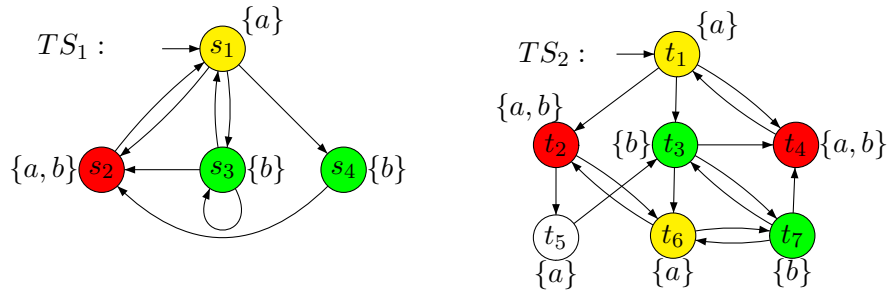 {a}
TS₁ :
s₁
{a, b}
s₂
s₃
{b}
s₄
{b}
{a}
TS₂ :
t₁
{a, b}
t₂
{b}
t₃
t₄
{a, b}
t₅
t₆
t₇
{a}
{a}
{b}